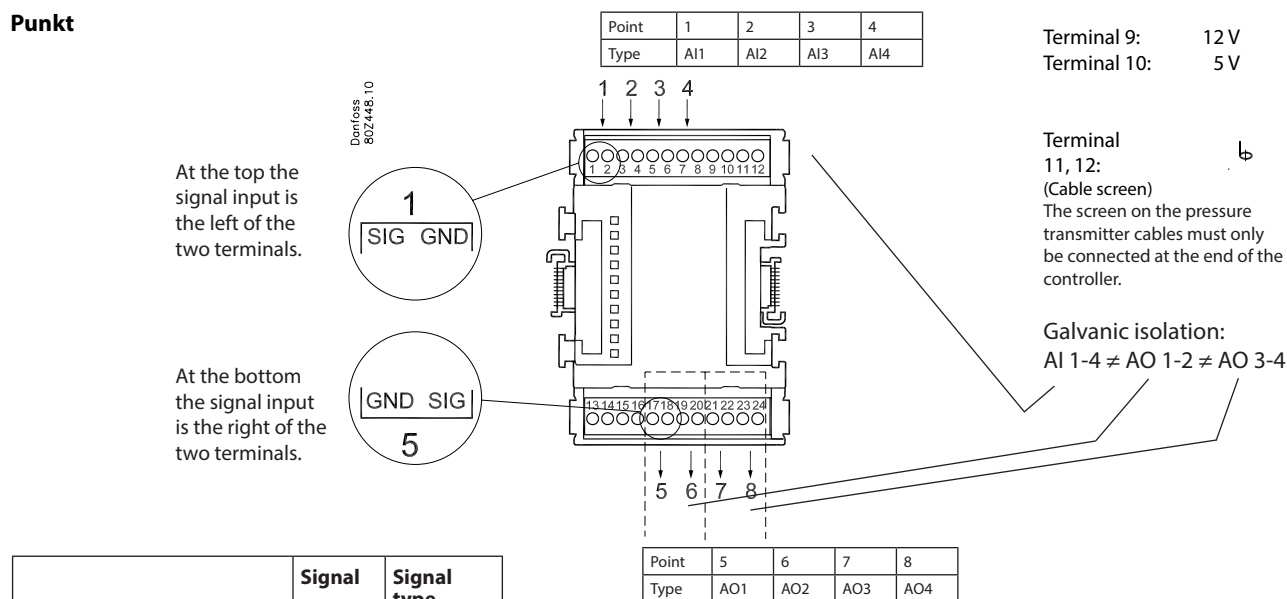 Punkt
Point 1 2 3 4
Type AI1 AI2 AI3 AI4
Terminal 9: 12 V
Terminal 10: 5 V
1 2 3 4
Danfoss
80Z448.10
Terminal
11, 12:
(Cable screen)
The screen on the pressure
transmitter cables must only
be connected at the end of the
controller.
At the top the
signal input is
the left of the
two terminals.
1
SIG GND
1 2 3 4 5 6 7 8 9 10 11 12
Galvanic isolation:
AI 1-4 ≠ AO 1-2 ≠ AO 3-4
At the bottom
the signal input
is the right of the
two terminals.
GND SIG
5
13 14 15 16 17 18 19 20 21 22 23 24
5 6 7 8
Point 5 6 7 8
Type AO1 AO2 AO3 AO4
Signal Signal
type